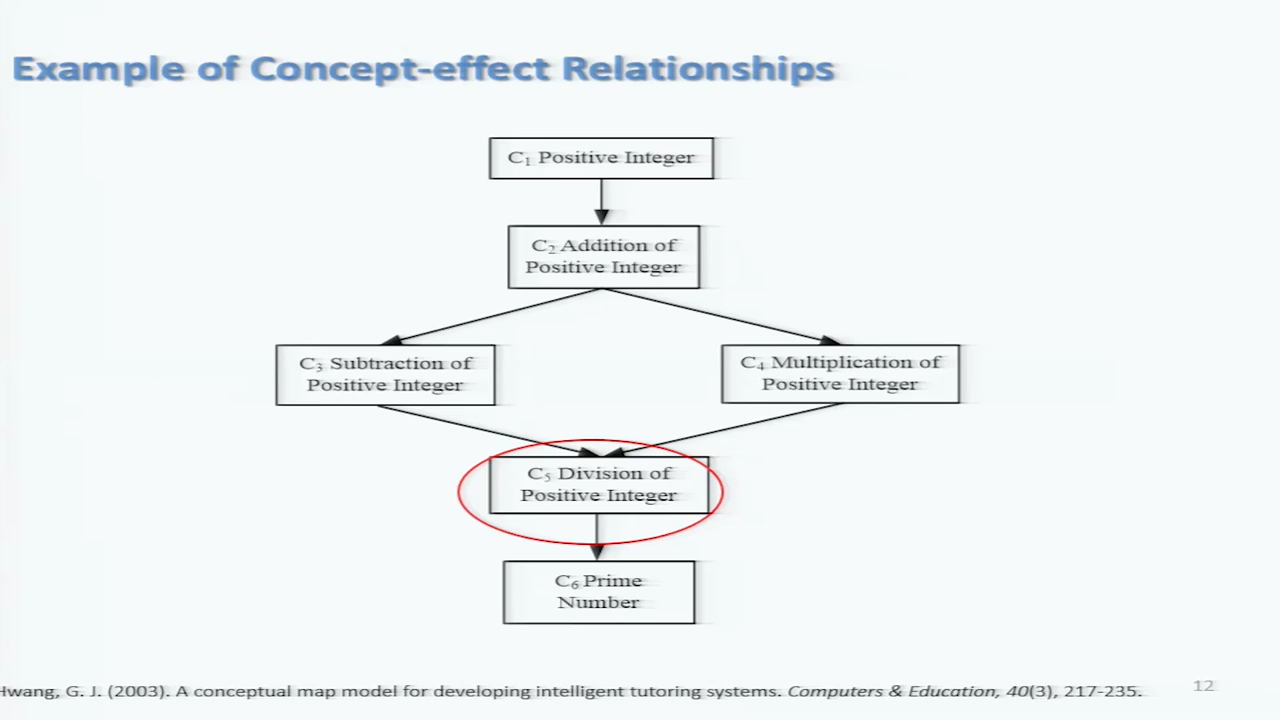 Example of Concept-effect Relationships
C₁ Positive Integer
C₂ Addition of
Positive Integer
C₃ Subtraction of
Positive Integer
C₄ Multiplication of
Positive Integer
C₅ Division of
Positive Integer
C₆ Prime
Number
Hwang, G. J. (2003). A conceptual map model for developing intelligent tutoring systems. Computers & Education, 40(3), 217-235.
12